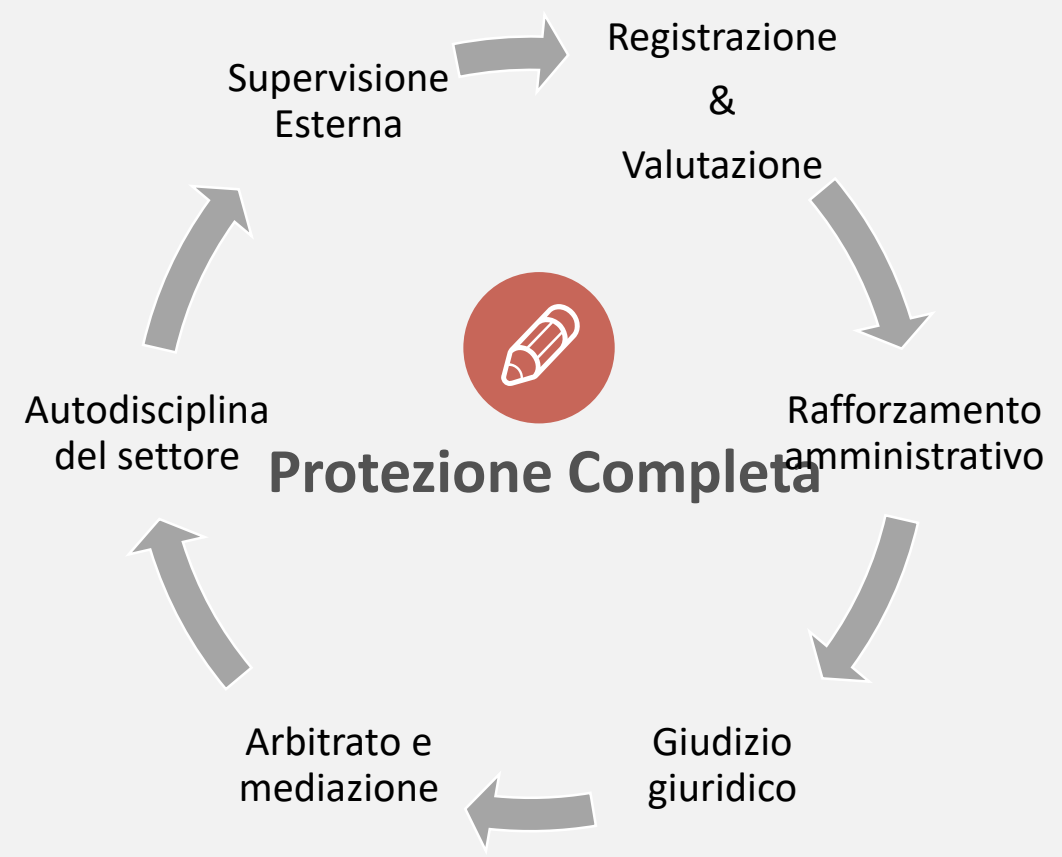 Registrazione
&
Valutazione
Supervisione
Esterna
Rafforzamento
amministrativo
Autodisciplina
del settore
Protezione Completa
Giudizio
giuridico
Arbitrato e
mediazione